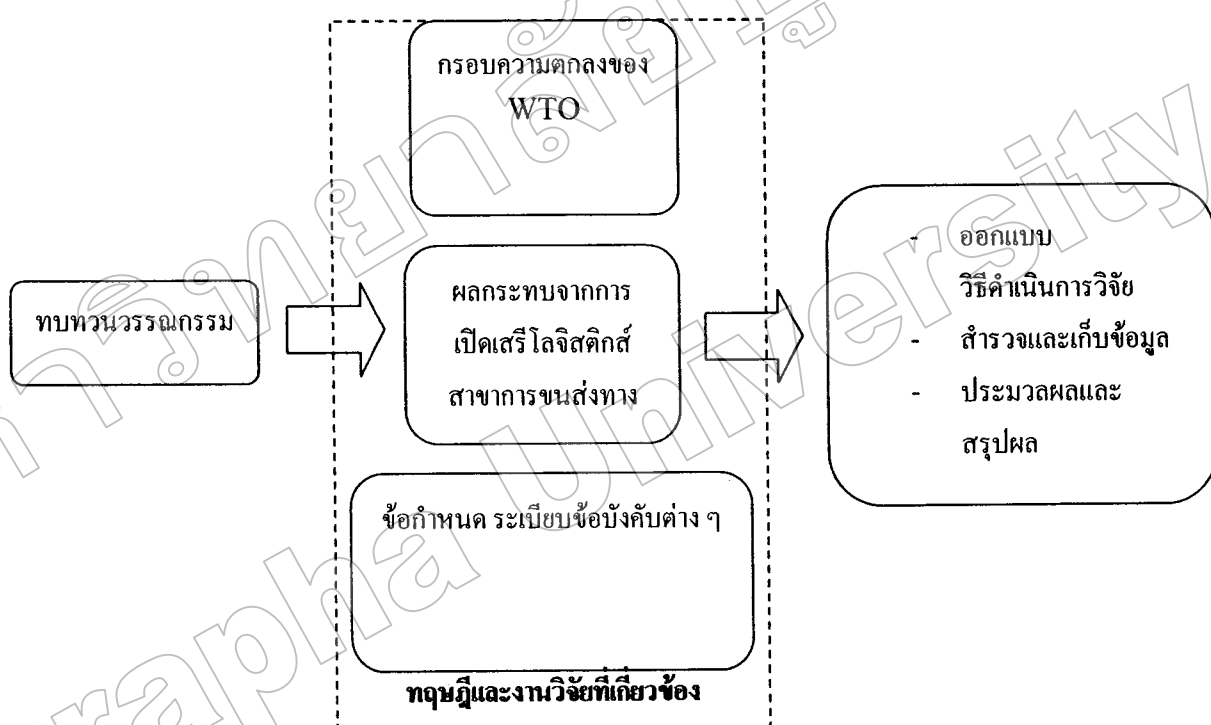 กรอบความตกลงของ
WTO
ทบทวนวรรณกรรม
ผลกระทบจากการ
เปิดเสรีโลจิสติกส์
สาขาการขนส่งทาง
- ออกแบบ
วิธีดำเนินการวิจัย
- สำรวจและเก็บข้อมูล
- ประมวลผลและ
สรุปผล
ข้อกำหนด ระเบียบข้อบังคับต่าง ๆ
ทฤษฎีและงานวิจัยที่เกี่ยวข้อง
University